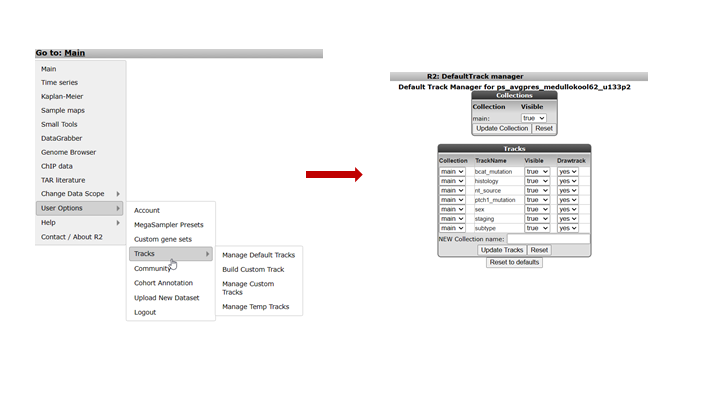 Go to: Main
Main
Time series
Kaplan-Meier
Sample maps
Small Tools
DataGrabber
Genome Browser
ChIP data
TAR literature
Change Data Scope
User Options
Help
Contact / About R2
Account
MegaSampler Presets
Custom gene sets
Tracks
Community
Cohort Annotation
Upload New Dataset
Logout
Manage Default Tracks
Build Custom Track
Manage Custom
Tracks
Manage Temp Tracks
R2: DefaultTrack manager
Default Track Manager for ps_avgpres_medullokool62_u133p2
Collections
Collection Visible
main: true
Update Collection Reset
Tracks
Collection TrackName Visible Drawtrack
main bcat_mutation true yes
main histology true yes
main nt_source true yes
main ptch1_mutation true yes
main sex true yes
main staging true yes
main subtype true yes
NEW Collection name:
Update Tracks Reset
Reset to defaults